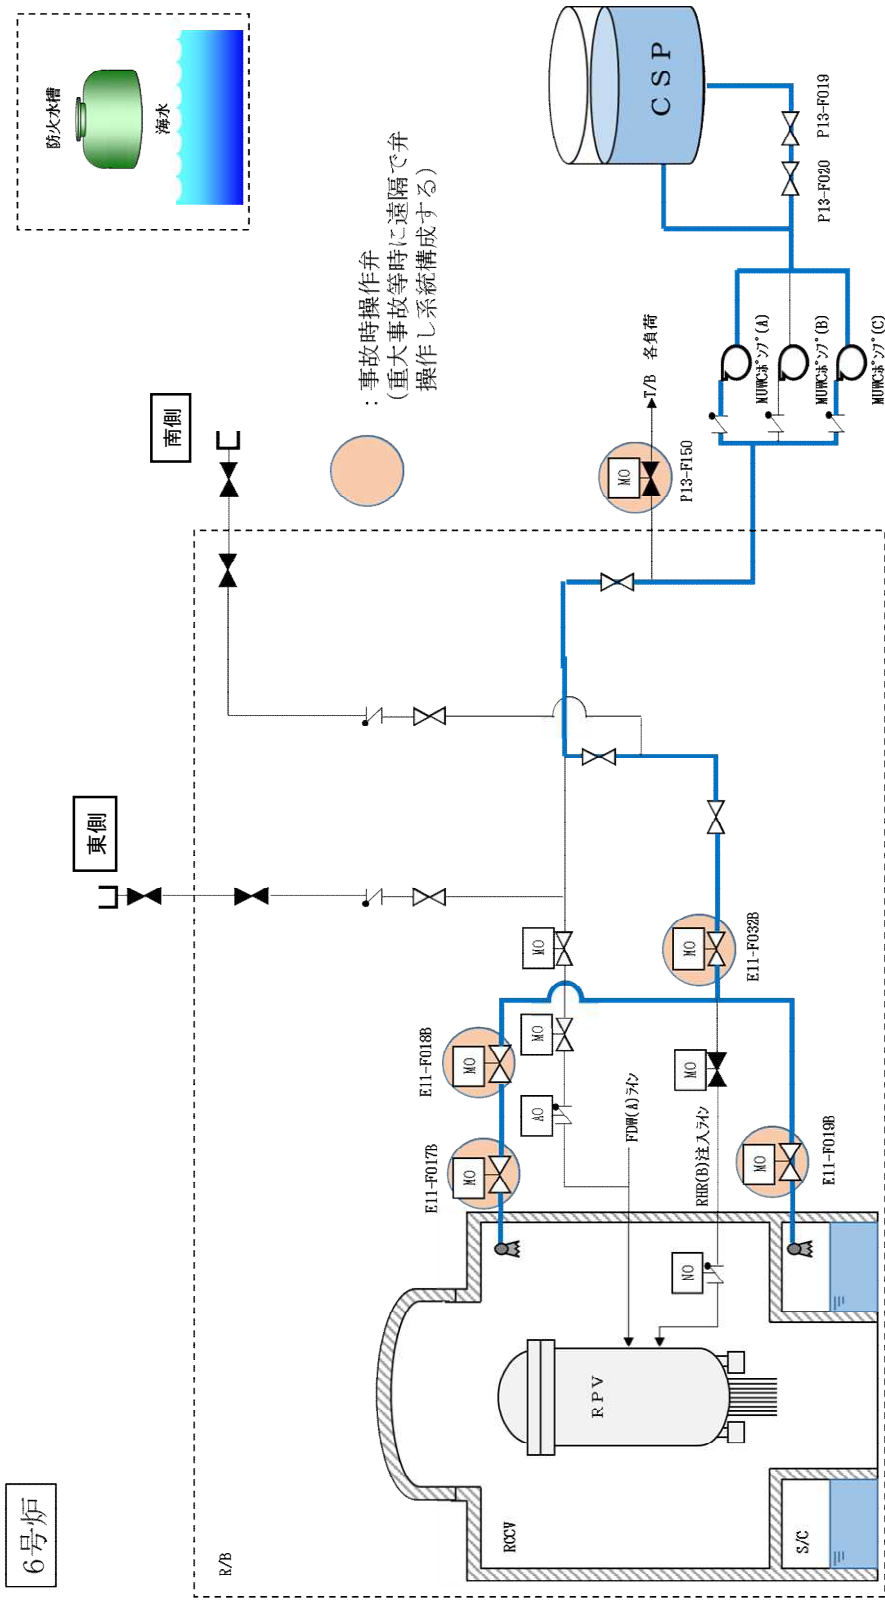 6号炉
R/B
東側
南側
防火水槽
海水
：事故時操作弁
(重大事故等時に遠隔で弁
操作し系統構成する)
CSP
P13-F019
P13-F020
MUWCﾎﾟﾝﾌﾟ(A)
MUWCﾎﾟﾝﾌﾟ(B)
MUWCﾎﾟﾝﾌﾟ(C)
T/B 各負荷
MO
P13-F150
MO
MO
E11-F032B
MO
E11-F018B
MO
AO
MO
MO
E11-F017B
FDW(A)ﾗｲﾝ
RHR(B)注入ﾗｲﾝ
MO
E11-F019B
NO
RPV
RCCV
S/C